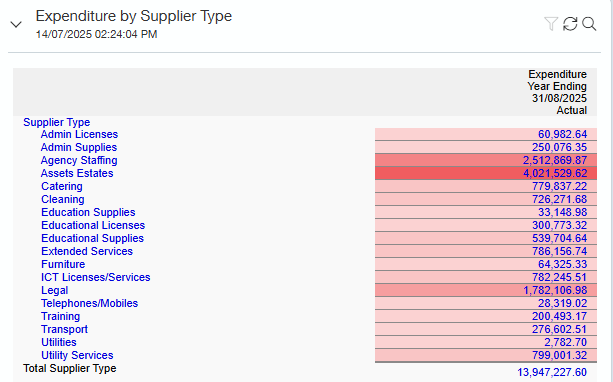 Expenditure by Supplier Type
14/07/2025 02:24:04 PM
Expenditure
Year Ending
31/08/2025
Actual
Supplier Type
Admin Licenses 60,982.64
Admin Supplies 250,076.35
Agency Staffing 2,512,869.87
Assets Estates 4,021,529.62
Catering 779,837.22
Cleaning 726,271.68
Education Supplies 33,148.98
Educational Licenses 300,773.32
Educational Supplies 539,704.64
Extended Services 786,156.74
Furniture 64,325.33
ICT Licenses/Services 782,245.51
Legal 1,782,106.98
Telephones/Mobiles 28,319.02
Training 200,493.17
Transport 276,602.51
Utilities 2,782.70
Utility Services 799,001.32
Total Supplier Type 13,947,227.60